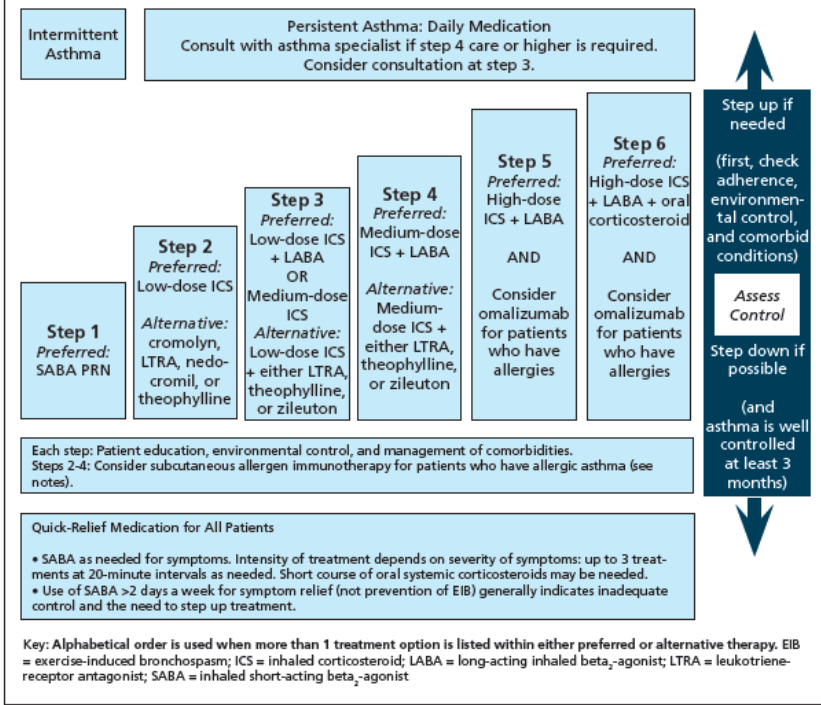 Intermittent
Asthma
Persistent Asthma: Daily Medication
Consult with asthma specialist if step 4 care or higher is required.
Consider consultation at step 3.
Step 1
Preferred:
SABA PRN
Step 2
Preferred:
Low-dose ICS
Alternative:
cromolyn,
LTRA, nedo-
cromil, or
theophylline
Step 3
Preferred:
Low-dose ICS
+ LABA
OR
Medium-dose
ICS
Alternative:
Low-dose ICS
+ either LTRA,
theophylline,
or zileuton
Step 4
Preferred:
Medium-dose
ICS + LABA
Alternative:
Medium-
dose ICS +
either LTRA,
theophylline,
or zileuton
Step 5
Preferred:
High-dose
ICS + LABA
AND
Consider
omalizumab
for patients
who have
allergies
Step 6
Preferred:
High-dose ICS
+ LABA + oral
corticosteroid
AND
Consider
omalizumab
for patients
who have
allergies
Step up if
needed
(first, check
adherence,
environmen-
tal control,
and comorbid
conditions)
Assess
Control
Step down if
possible
(and
asthma is well
controlled
at least 3
months)
Each step: Patient education, environmental control, and management of comorbidities.
Steps 2-4: Consider subcutaneous allergen immunotherapy for patients who have allergic asthma (see
notes).
Quick-Relief Medication for All Patients
• SABA as needed for symptoms. Intensity of treatment depends on severity of symptoms: up to 3 treat-
ments at 20-minute intervals as needed. Short course of oral systemic corticosteroids may be needed.
• Use of SABA >2 days a week for symptom relief (not prevention of EIB) generally indicates inadequate
control and the need to step up treatment.
Key: Alphabetical order is used when more than 1 treatment option is listed within either preferred or alternative therapy. EIB
= exercise-induced bronchospasm; ICS = inhaled corticosteroid; LABA = long-acting inhaled beta₂-agonist; LTRA = leukotriene-
receptor antagonist; SABA = inhaled short-acting beta₂-agonist